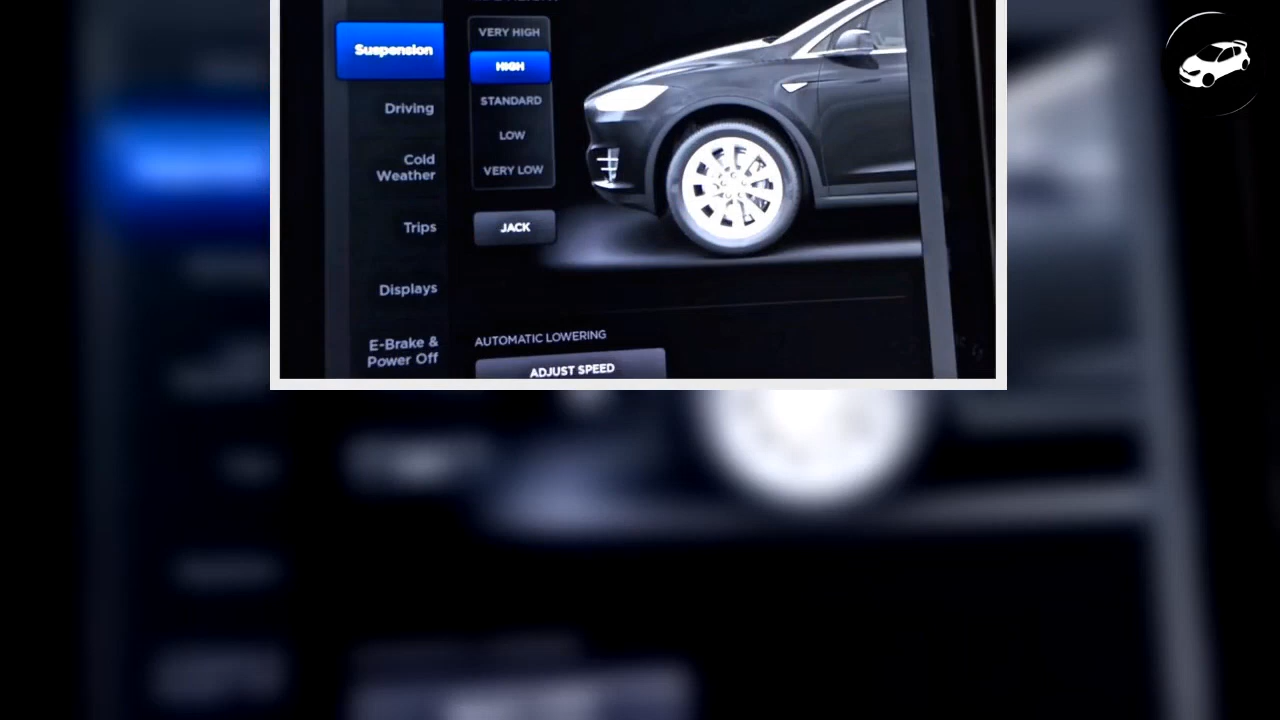 Suspension
Driving
Cold
Weather
Trips
Displays
E-Brake &
Power Off
VERY HIGH
HIGH
STANDARD
LOW
VERY LOW
JACK
AUTOMATIC LOWERING
ADJUST SPEED